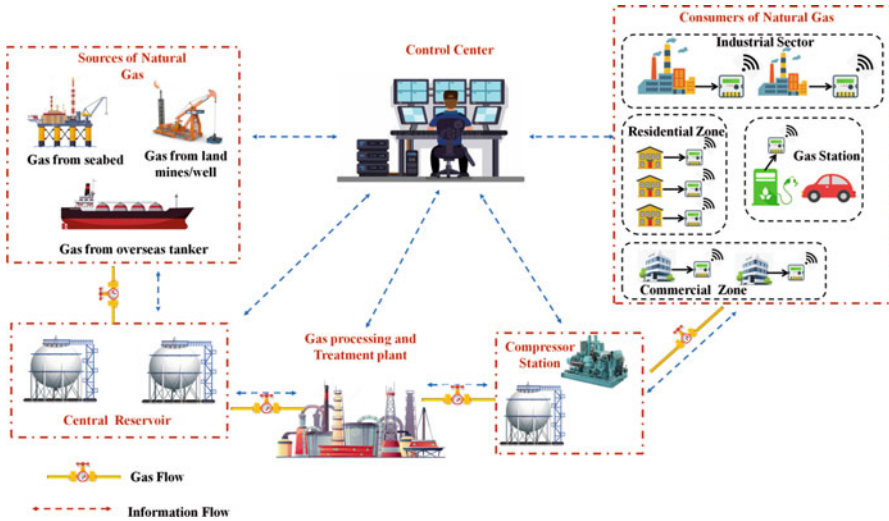 Sources of Natural
Gas
Gas from seabed
Gas from land
mines/well
Gas from overseas tanker
Control Center
Consumers of Natural Gas
Industrial Sector
Residential Zone
Gas Station
Commercial Zone
Central Reservoir
Gas processing and
Treatment plant
Compressor
Station
Gas Flow
Information Flow